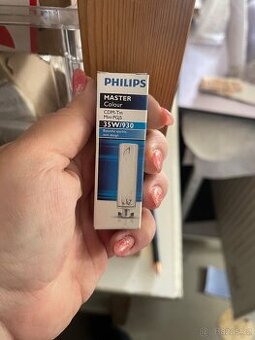 PHILIPS
MASTER
Colour
CDM-Tm
Mini PGJ5
35W/930